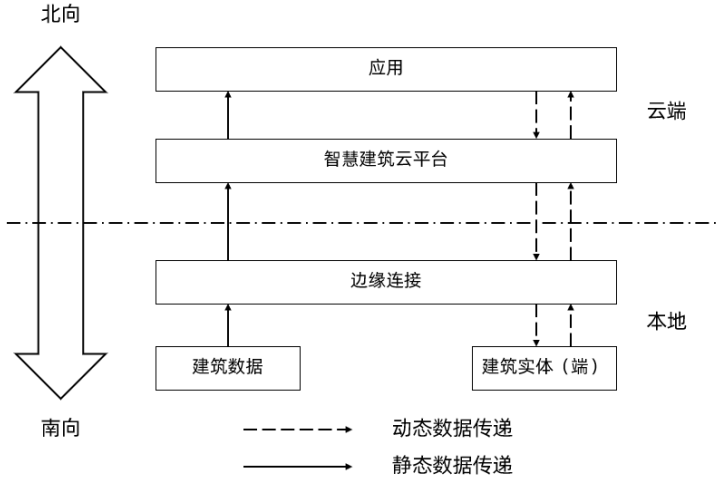 北向
应用
云端
智慧建筑云平台
边缘连接
本地
建筑数据
建筑实体（端）
南向
动态数据传递
静态数据传递